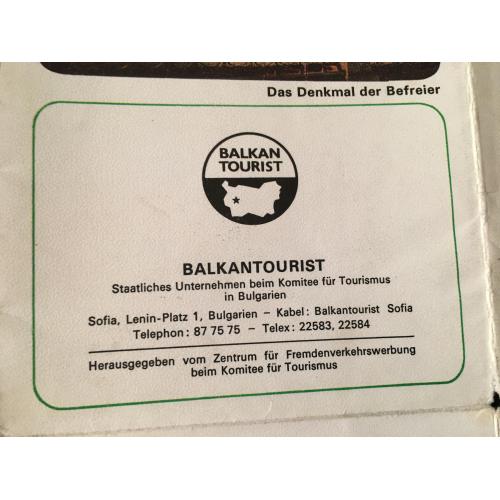 Das Denkmal der Befreier
BALKAN
TOURIST
BALKANTOURIST
Staatliches Unternehmen beim Komitee für Tourismus
in Bulgarien
Sofia, Lenin-Platz 1, Bulgarien – Kabel: Balkantourist Sofia
Telephon: 87 75 75 – Telex: 22583, 22584
Herausgegeben vom Zentrum für Fremdenverkehrswerbung
beim Komitee für Tourismus